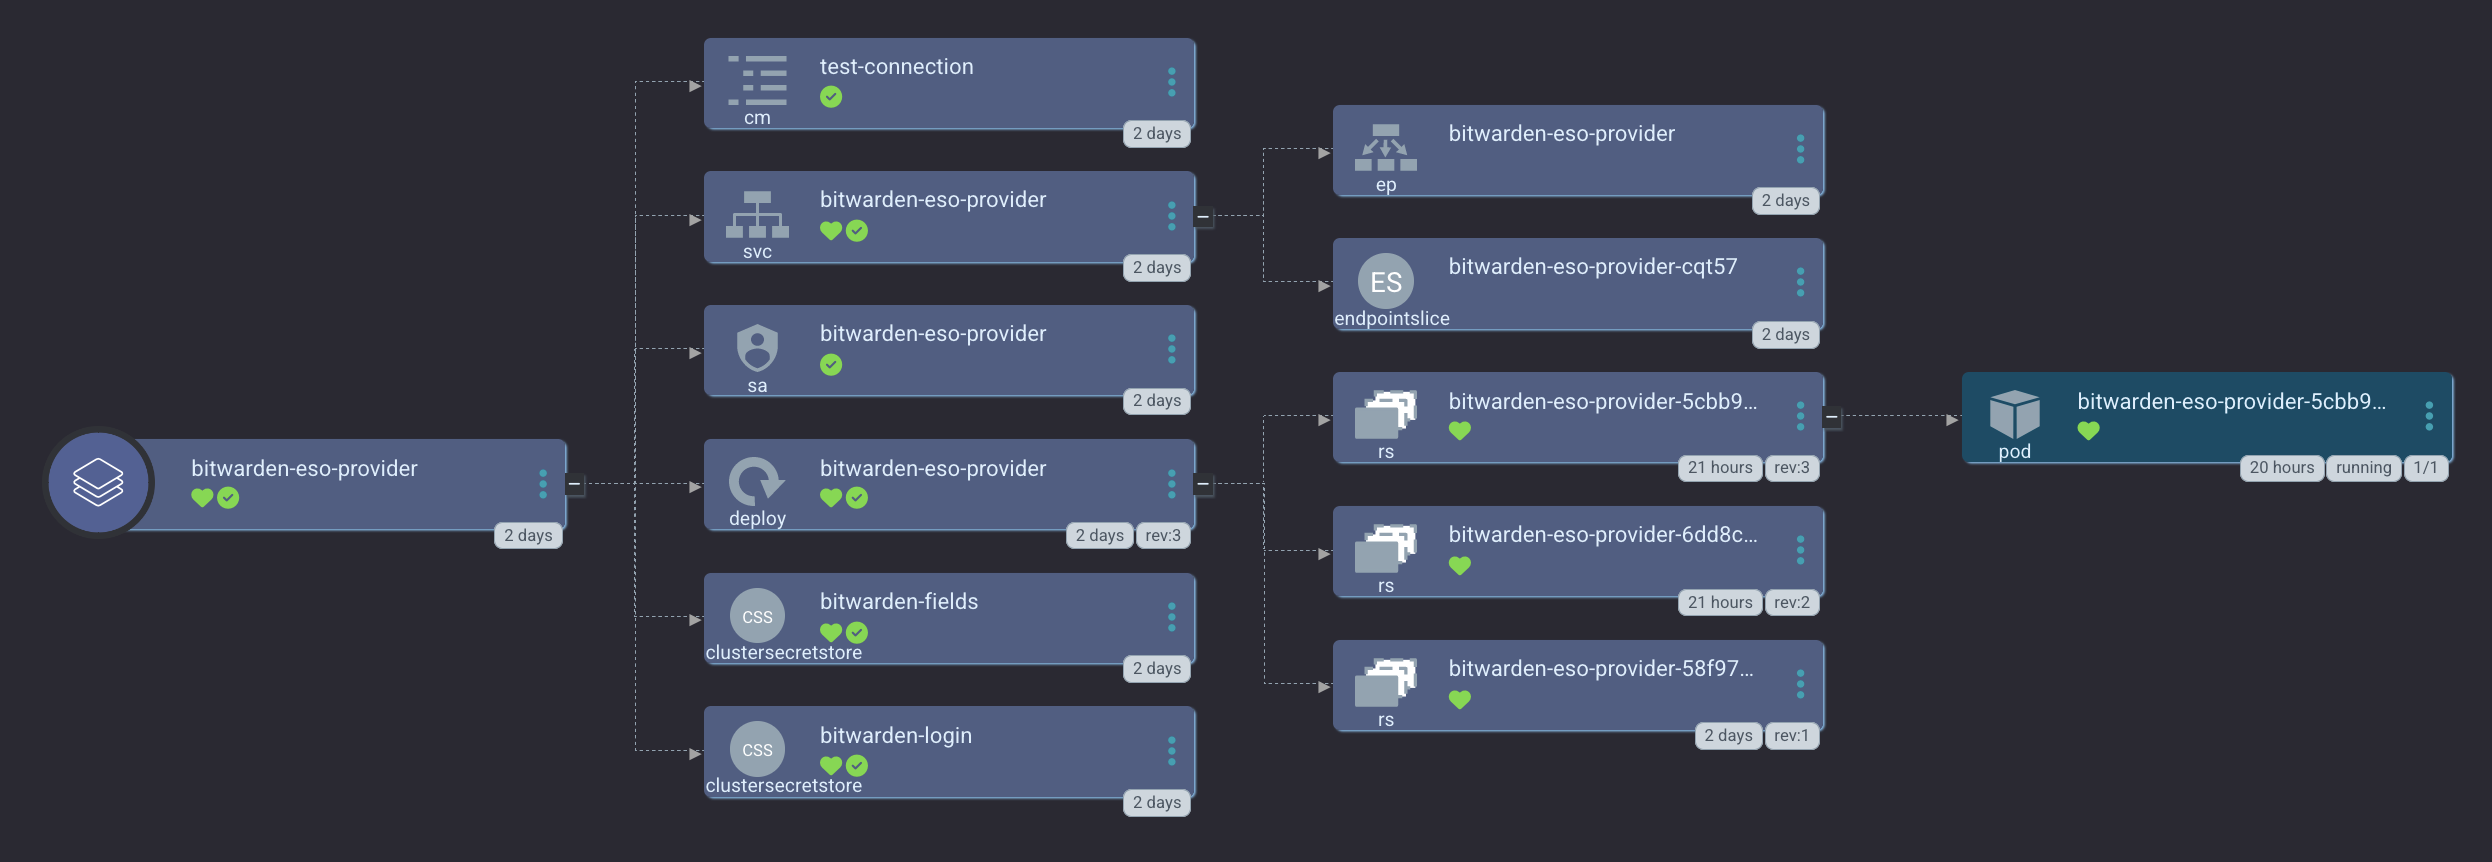 bitwarden-eso-provider
2 days
test-connection
cm
2 days
bitwarden-eso-provider
svc
2 days
bitwarden-eso-provider
sa
2 days
bitwarden-eso-provider
deploy
2 days rev:3
CSS
bitwarden-fields
clustersecretstore
2 days
CSS
bitwarden-login
clustersecretstore
2 days
bitwarden-eso-provider
ep
2 days
ES
bitwarden-eso-provider-cqt57
endpointslice
2 days
bitwarden-eso-provider-5cbb9...
rs
21 hours rev:3
bitwarden-eso-provider-6dd8c...
rs
21 hours rev:2
bitwarden-eso-provider-58f97...
rs
2 days rev:1
bitwarden-eso-provider-5cbb9...
pod
20 hours running 1/1